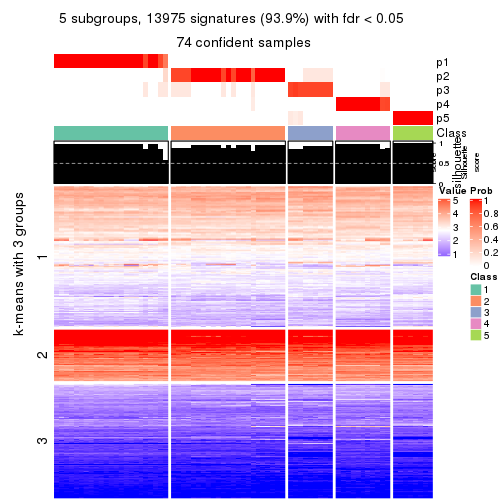 5 subgroups, 13975 signatures (93.9%) with fdr < 0.05
74 confident samples
p1
p2
p3
p4
p5
Class
1
0.5
0
silhouette
Silhouette
score
k-means with 3 groups
1
2
3
Value
5
4
3
2
1
Prob
1
0.8
0.6
0.4
0.2
0
Class
1
2
3
4
5